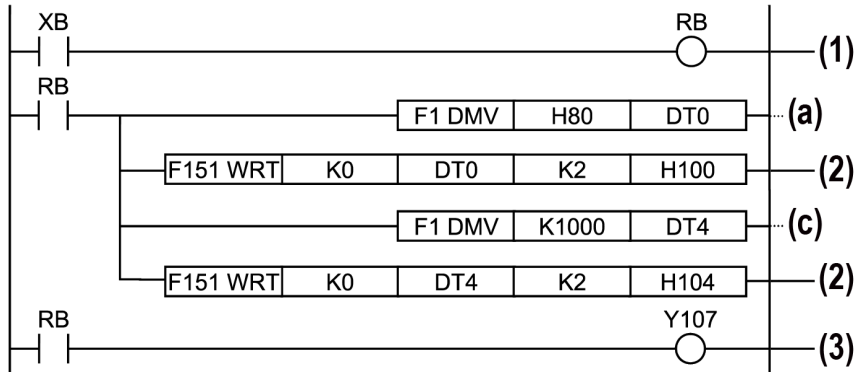 XB RB
(1)
RB
F1 DMV H80 DT0 (a)
F151 WRT K0 DT0 K2 H100 (2)
F1 DMV K1000 DT4 (c)
F151 WRT K0 DT4 K2 H104 (2)
RB Y107
(3)